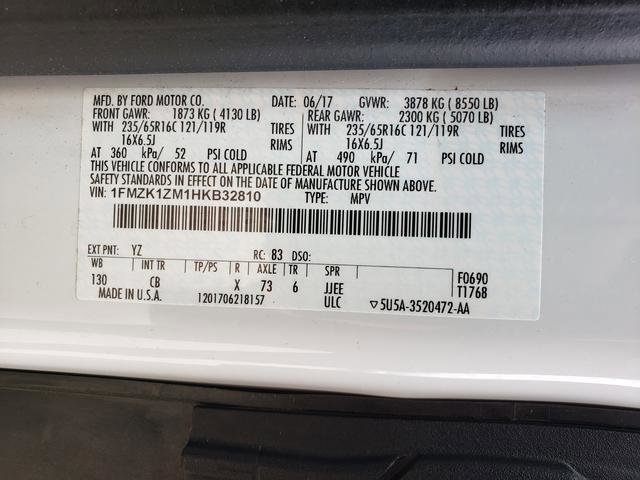 MFD. BY FORD MOTOR CO. 06/17 GVWR: 3878 KG ( 8550 LB)
FRONT GAWR: 1873 KG ( 4130 LB) REAR GAWR: 2300 KG ( 5070 LB)
WITH 235/65R16C 121/119R TIRES WITH 235/65R16C 121/119R TIRES
16X6.5J RIMS 16X6.5J RIMS
AT 360 kPa/ 52 PSI COLD AT 490 kPa/ 71 PSI COLD
THIS VEHICLE CONFORMS TO ALL APPLICABLE FEDERAL MOTOR VEHICLE
SAFETY STANDARDS IN EFFECT ON THE DATE OF MANUFACTURE SHOWN ABOVE.
VIN: 1FMZK1ZM1HKB32810 TYPE: MPV
EXT PNT: YZ RC: 83 DSO:
WB INT TR TP/PS R AXLE TR SPR F0690
130 CB X 73 6 JJEE T1768
MADE IN U.S.A. 1201706218157 ULC ▽5U5A-3520472-AA